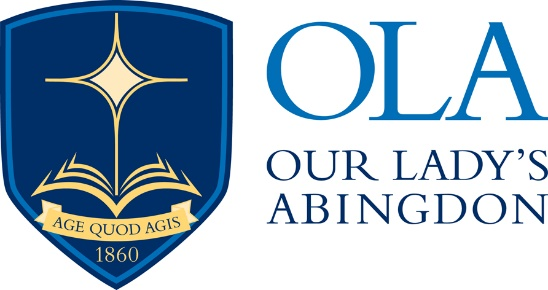 OLA
OUR LADY'S
ABINGDON
AGE QUOD AGIS
1860